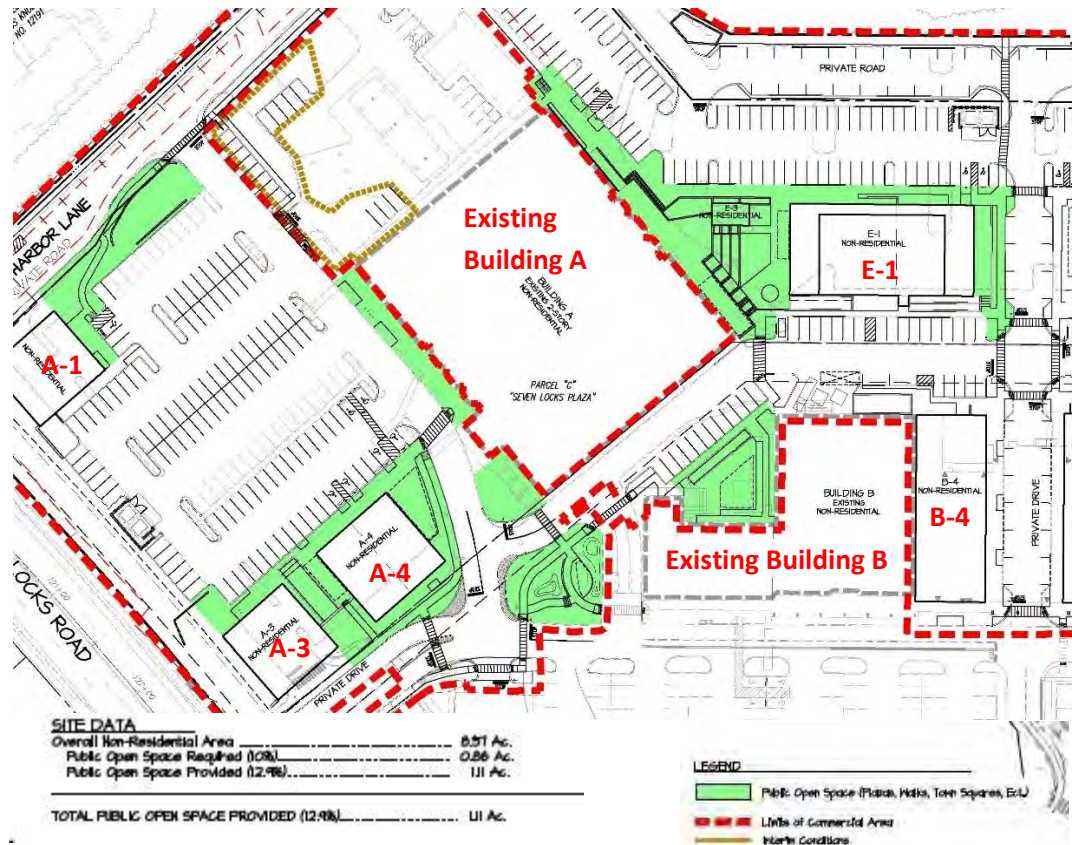 NO. 12191
PRIVATE ROAD
HARBOR LANE
PRIVATE ROAD
Existing
Building A
BUILDING A
EXISTING 2-STORY
NON-RESIDENTIAL
E-3
NON-RESIDENTIAL
E-1
NON-RESIDENTIAL
E-1
NON-RESIDENTIAL
A-1
PARCEL "C"
"SEVEN LOCKS PLAZA"
A-4
NON-RESIDENTIAL
A-4
A-3
NON-RESIDENTIAL
A-3
BUILDING B
EXISTING
NON-RESIDENTIAL
Existing Building B
B-4
NON-RESIDENTIAL
B-4
PRIVATE DRIVE
LOCKS ROAD
PRIVATE DRIVE
SITE DATA
Overall Non-Residential Area 8.57 Ac.
Public Open Space Required (10%) 0.86 Ac.
Public Open Space Provided (12.9%) 1.11 Ac.
TOTAL PUBLIC OPEN SPACE PROVIDED (12.9%) 1.11 Ac.
LEGEND
Public Open Space (Plazas, Walks, Town Squares, Ect.)
Limits of Commercial Area
Interim Conditions